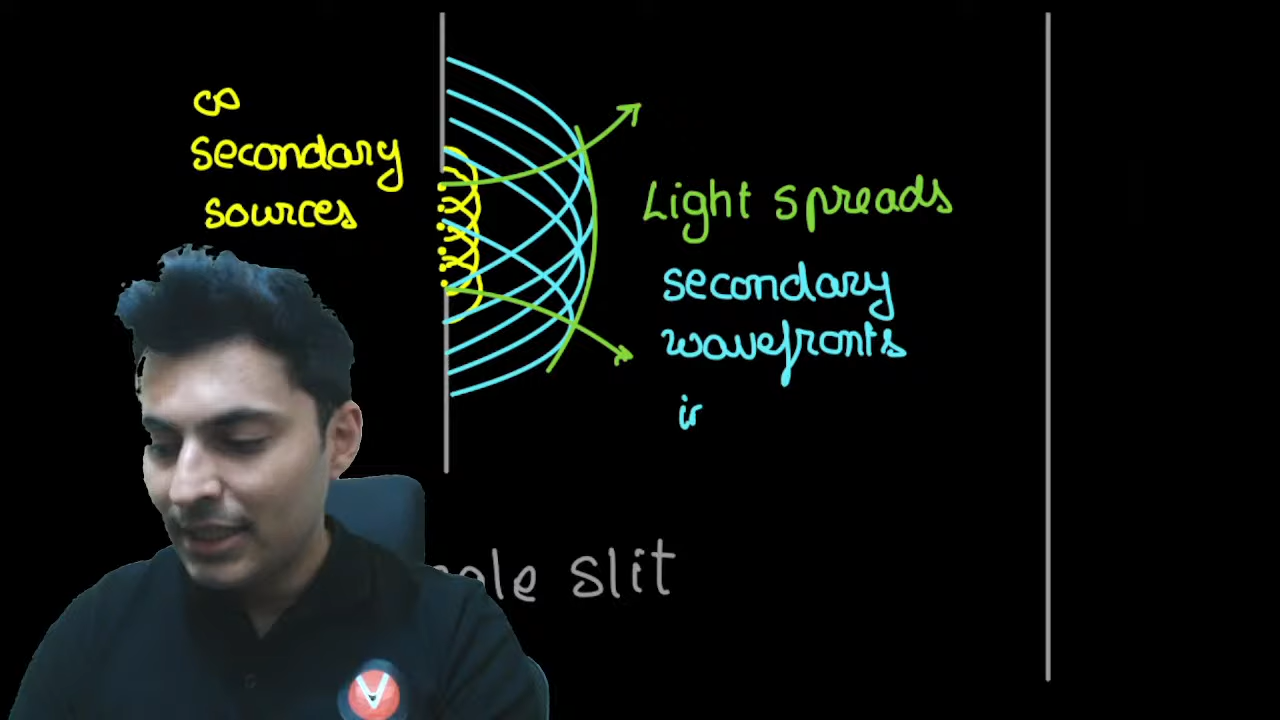 ∞
secondary
sources
Light spreads
secondary
wavefronts
slit
V